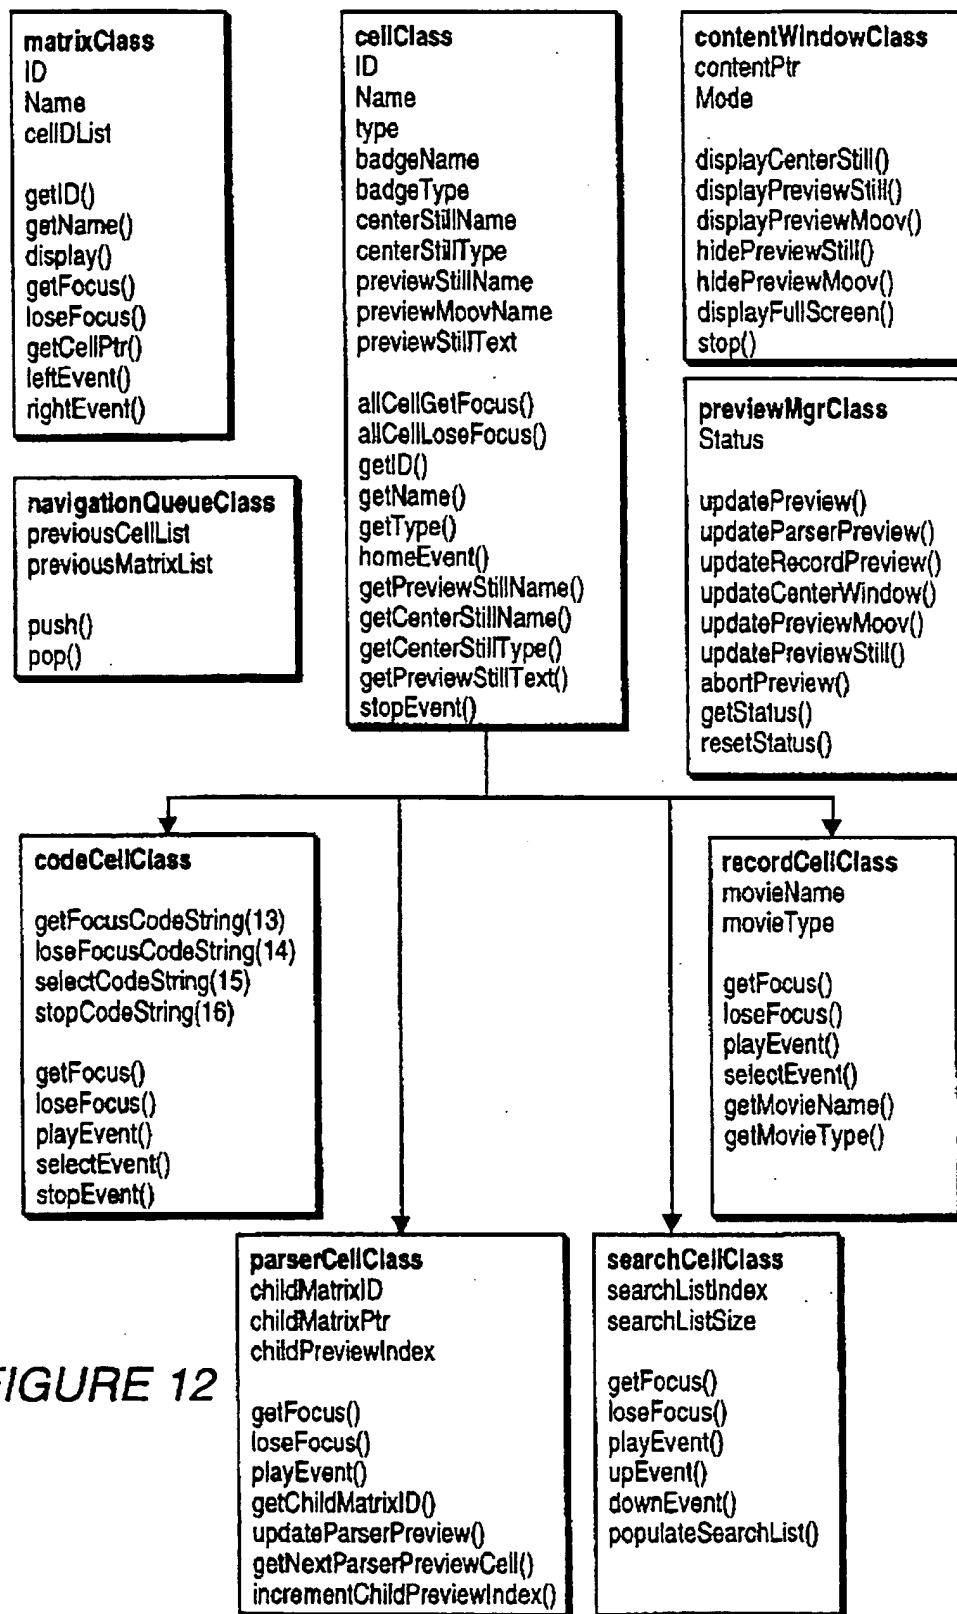 matrixClass
ID
Name
cellDList
getID()
getName()
display()
getFocus()
loseFocus()
getCellPtr()
leftEvent()
rightEvent()
navigationQueueClass
previousCellList
previousMatrixList
push()
pop()
cellClass
ID
Name
type
badgeName
badgeType
centerStillName
centerStillType
previewStillName
previewMoovName
previewStillText
allCellGetFocus()
allCellLoseFocus()
getID()
getName()
getType()
homeEvent()
getPreviewStillName()
getCenterStillName()
getCenterStillType()
getPreviewStillText()
stopEvent()
contentWindowClass
contentPtr
Mode
displayCenterStill()
displayPreviewStill()
displayPreviewMoov()
hidePreviewStill()
hidePreviewMoov()
displayFullScreen()
stop()
previewMgrClass
Status
updatePreview()
updateParserPreview()
updateRecordPreview()
updateCenterWindow()
updatePreviewMoov()
updatePreviewStill()
abortPreview()
getStatus()
resetStatus()
codeCellClass
getFocusCodeString(13)
loseFocusCodeString(14)
selectCodeString(15)
stopCodeString(16)
getFocus()
loseFocus()
playEvent()
selectEvent()
stopEvent()
recordCellClass
movieName
movieType
getFocus()
loseFocus()
playEvent()
selectEvent()
getMovieName()
getMovieType()
parserCellClass
childMatrixID
childMatrixPtr
childPreviewIndex
getFocus()
loseFocus()
playEvent()
getChildMatrixID()
updateParserPreview()
getNextParserPreviewCell()
incrementChildPreviewIndex()
searchCellClass
searchListIndex
searchListSize
getFocus()
loseFocus()
playEvent()
upEvent()
downEvent()
populateSearchList()
FIGURE 12